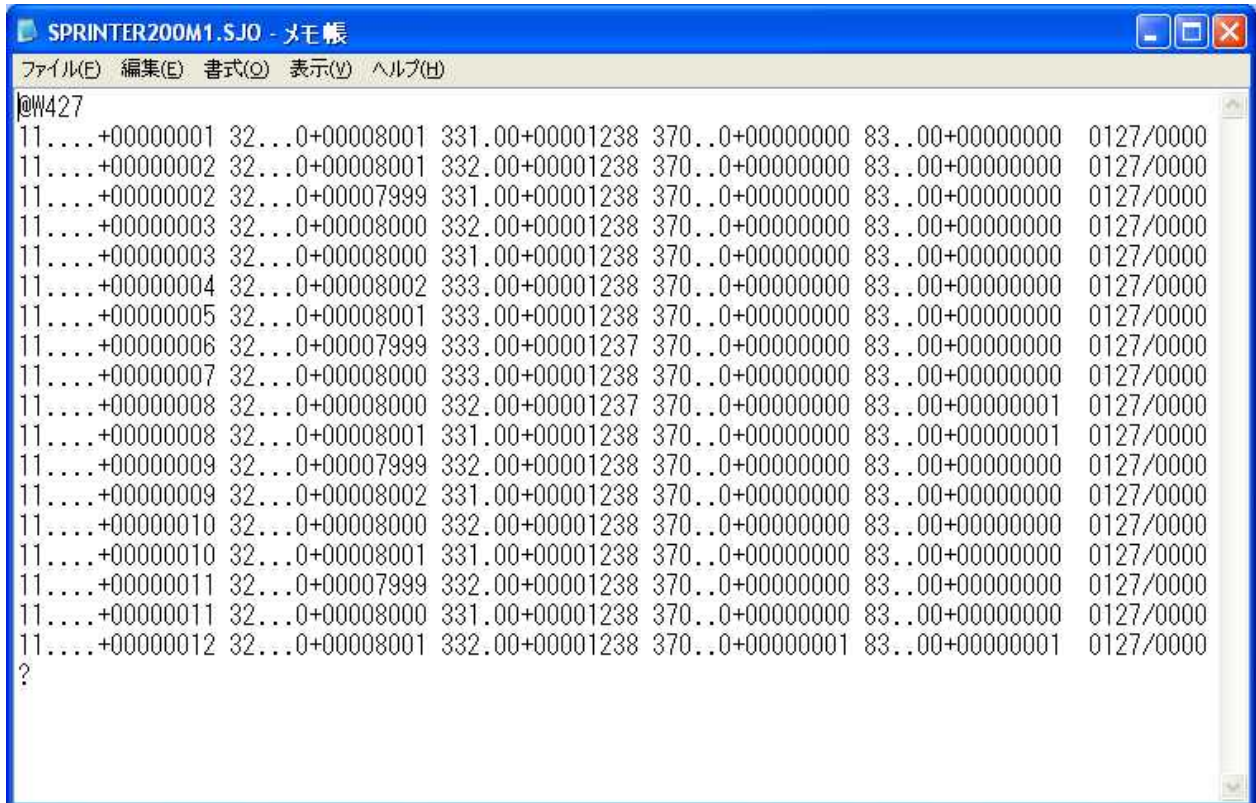 SPRINTER200M1.SJO - メモ帳
ファイル(F) 編集(E) 書式(O) 表示(V) ヘルプ(H)
@W427
11....+00000001 32...0+00008001 331.00+00001238 370..0+00000000 83..00+00000000 0127/0000
11....+00000002 32...0+00008001 332.00+00001238 370..0+00000000 83..00+00000000 0127/0000
11....+00000002 32...0+00007999 331.00+00001238 370..0+00000000 83..00+00000000 0127/0000
11....+00000003 32...0+00008000 332.00+00001238 370..0+00000000 83..00+00000000 0127/0000
11....+00000003 32...0+00008000 331.00+00001238 370..0+00000000 83..00+00000000 0127/0000
11....+00000004 32...0+00008002 333.00+00001238 370..0+00000000 83..00+00000000 0127/0000
11....+00000005 32...0+00008001 333.00+00001238 370..0+00000000 83..00+00000000 0127/0000
11....+00000006 32...0+00007999 333.00+00001237 370..0+00000000 83..00+00000000 0127/0000
11....+00000007 32...0+00008000 333.00+00001238 370..0+00000000 83..00+00000000 0127/0000
11....+00000008 32...0+00008000 332.00+00001237 370..0+00000000 83..00+00000001 0127/0000
11....+00000008 32...0+00008001 331.00+00001238 370..0+00000000 83..00+00000001 0127/0000
11....+00000009 32...0+00007999 332.00+00001238 370..0+00000000 83..00+00000000 0127/0000
11....+00000009 32...0+00008002 331.00+00001238 370..0+00000000 83..00+00000000 0127/0000
11....+00000010 32...0+00008000 332.00+00001238 370..0+00000000 83..00+00000000 0127/0000
11....+00000010 32...0+00008001 331.00+00001238 370..0+00000000 83..00+00000000 0127/0000
11....+00000011 32...0+00007999 332.00+00001238 370..0+00000000 83..00+00000000 0127/0000
11....+00000011 32...0+00008000 331.00+00001238 370..0+00000000 83..00+00000000 0127/0000
11....+00000012 32...0+00008001 332.00+00001238 370..0+00000001 83..00+00000001 0127/0000
?